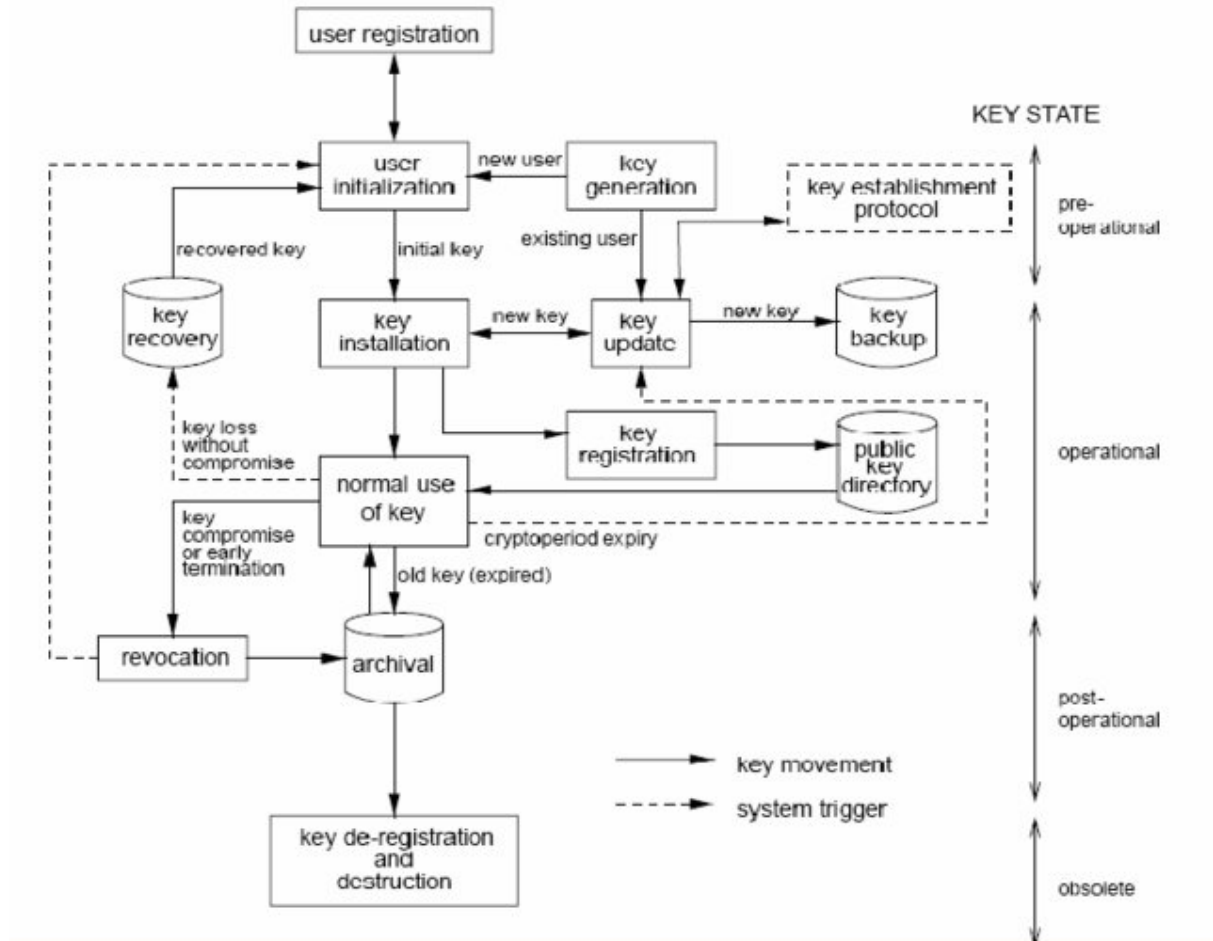 user registration
KEY STATE
user
initialization
new user
key
generation
key establishment
protocol
pre-
operational
recovered key
initial key
existing user
key
recovery
key
installation
new key
key
update
new key
key
backup
key loss
without
compromise
key
registration
public
key
directory
operational
normal use
of key
key
compromise
or early
termination
cryptoperiod expiry
old key (expired)
revocation
archival
post-
operational
key movement
system trigger
key de-registration
and
destruction
obsolete